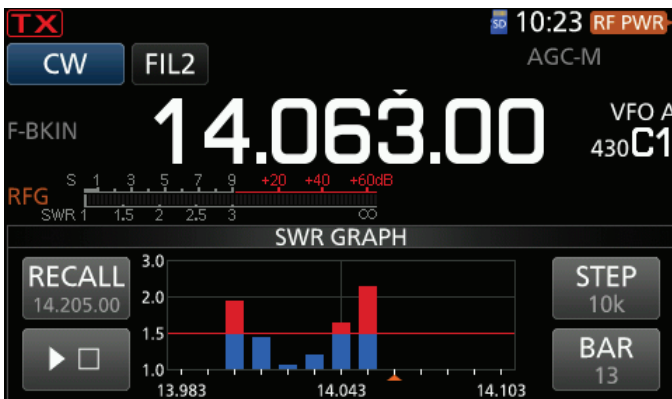 TX 10:23 RF PWR
CW FIL2 AGC-M
F-BKIN 14.063.00 VFO A
430 C1
RFG S 1 3 5 7 9 +20 +40 +60dB
SWR 1 1.5 2 2.5 3 ∞
SWR GRAPH
RECALL
14.205.00
3.0
2.0
1.5
1.0
13.983 14.043 14.103
STEP
10k
BAR
13